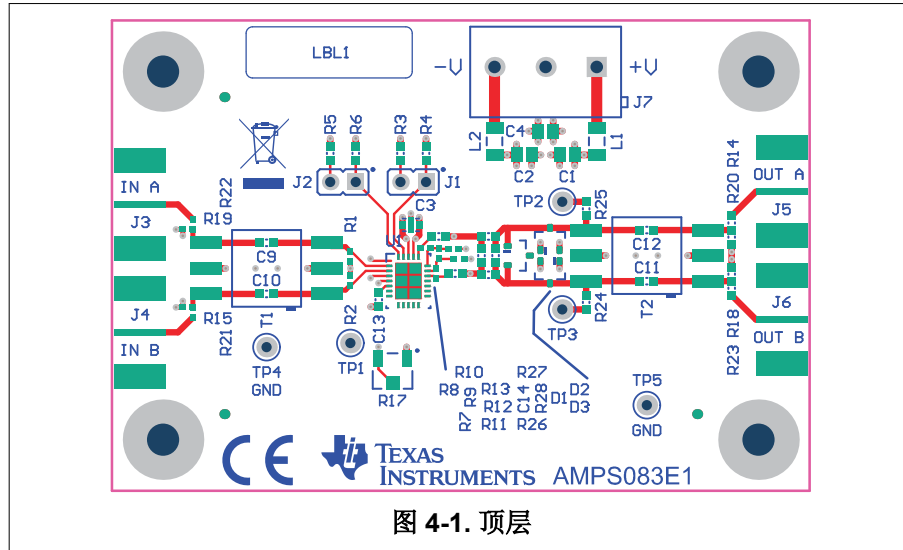 LBL1
-V
+V
J7
R5
R6
R3
R4
L2
C4
L1
C2
C1
J2
J1
C3
TP2
R25
R14
R20
OUT A
J5
IN A
R22
J3
R19
R1
U1
C9
C10
C12
C11
J4
R15
R21
T1
R2
C13
IN B
TP4
GND
TP1
R17
R10
R8
R9
R7
R13
R12
R11
R27
C14
R28
R26
D1
D2
D3
TP3
R24
T2
J6
R18
R23
OUT B
TP5
GND
CE
TEXAS
INSTRUMENTS
AMPS083E1
图 4-1. 顶层